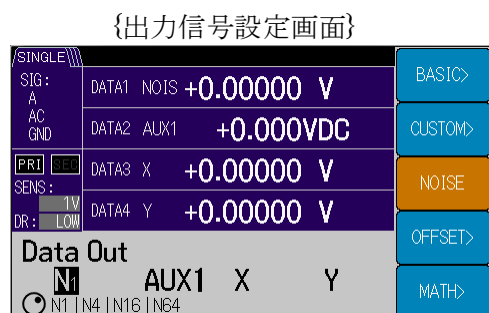 {出力信号設定画面}
SINGLE
SIG:
A
AC
GND
PRI SEC
SENS:
1V
DR: LOW
DATA1 NOIS +0.00000 V
DATA2 AUX1 +0.000VDC
DATA3 X +0.00000 V
DATA4 Y +0.00000 V
Data Out
N1 AUX1 X Y
N1 | N4 | N16 | N64
BASIC>
CUSTOM>
NOISE
OFFSET>
MATH>